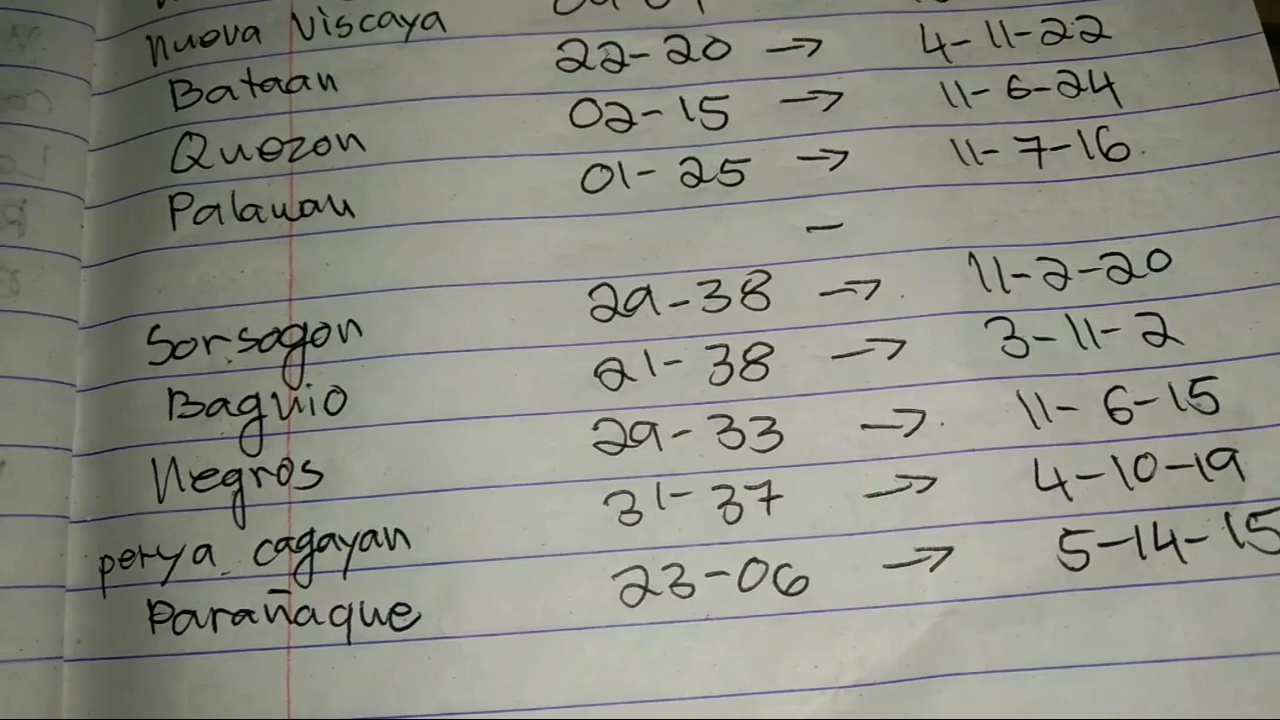 Nueva Viscaya
Bataan 22-20 → 4-11-22
Quezon 02-15 → 11-6-24
Palawan 01-25 → 11-7-16
-
Sorsogon 29-38 → 11-2-20
Baguio 21-38 → 3-11-2
Negros 29-33 → 11-6-15
perya cagayan 31-37 → 4-10-19
Parañaque 23-06 → 5-14-15